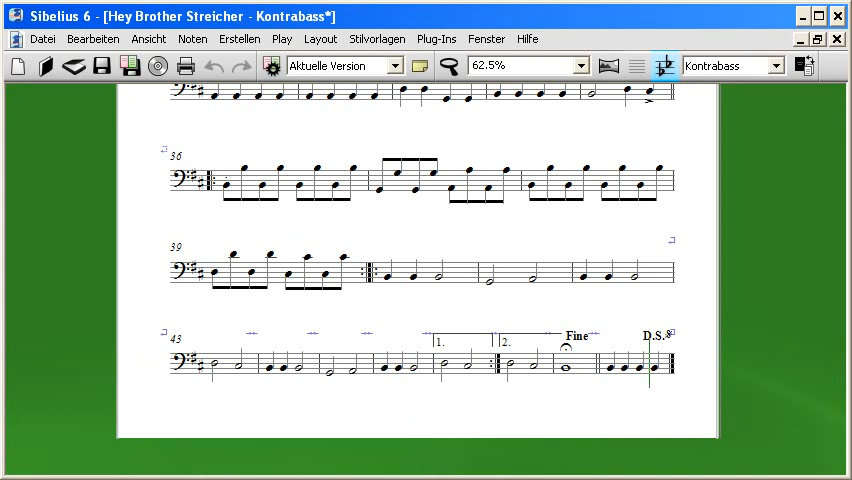 Sibelius 6 - [Hey Brother Streicher - Kontrabass*]
Datei Bearbeiten Ansicht Noten Erstellen Play Layout Stilvorlagen Plug-Ins Fenster Hilfe
Aktuelle Version 62.5% Kontrabass
36
39
43 1. 2. Fine D.S.